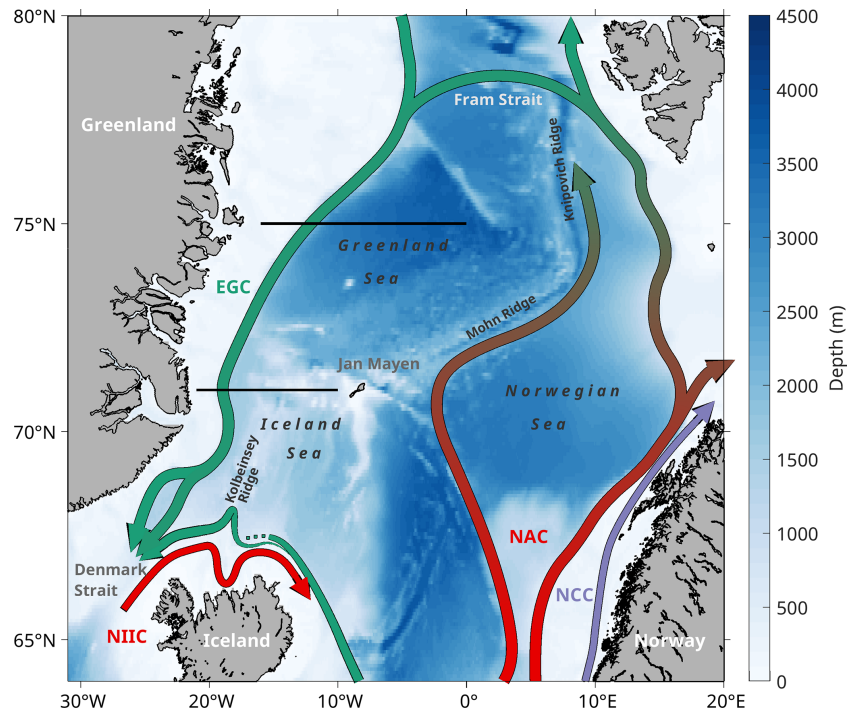 80°N
75°N
70°N
65°N
30°W
20°W
10°W
0°
10°E
20°E
Greenland
Fram Strait
Knipovich Ridge
Greenland
Sea
EGC
Mohn Ridge
Jan Mayen
Norwegian
Sea
Iceland
Sea
Kolbeinsey
Ridge
NAC
Denmark
Strait
NCC
NIIC
Iceland
Norway
4500
4000
3500
3000
2500
2000
1500
1000
500
0
Depth (m)